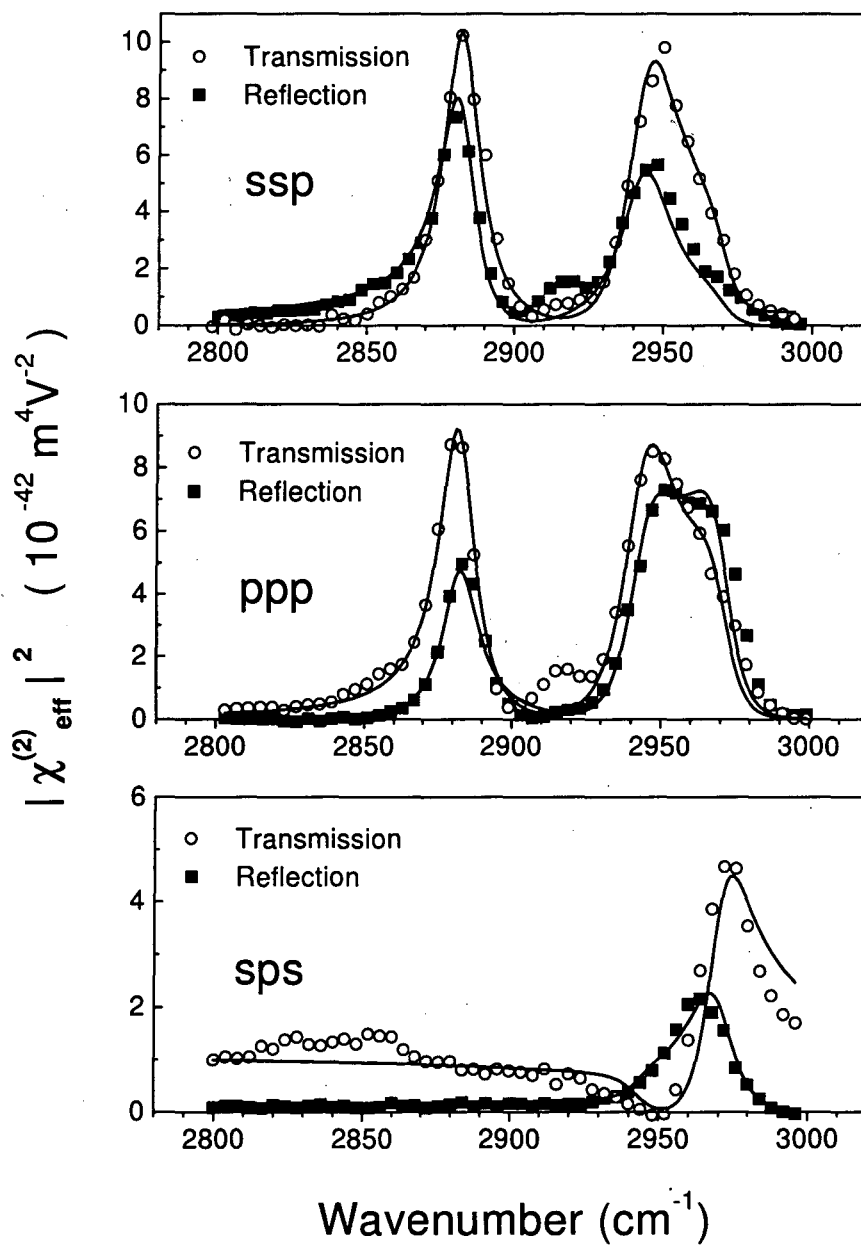 10
8
6
4
2
0
Transmission
Reflection
ssp
2800 2850 2900 2950 3000
10
8
6
4
2
0
Transmission
Reflection
ppp
2800 2850 2900 2950 3000
6
4
2
0
Transmission
Reflection
sps
2800 2850 2900 2950 3000
| χ(2)eff | 2 ( 10-42 m4V-2 )
Wavenumber (cm-1)